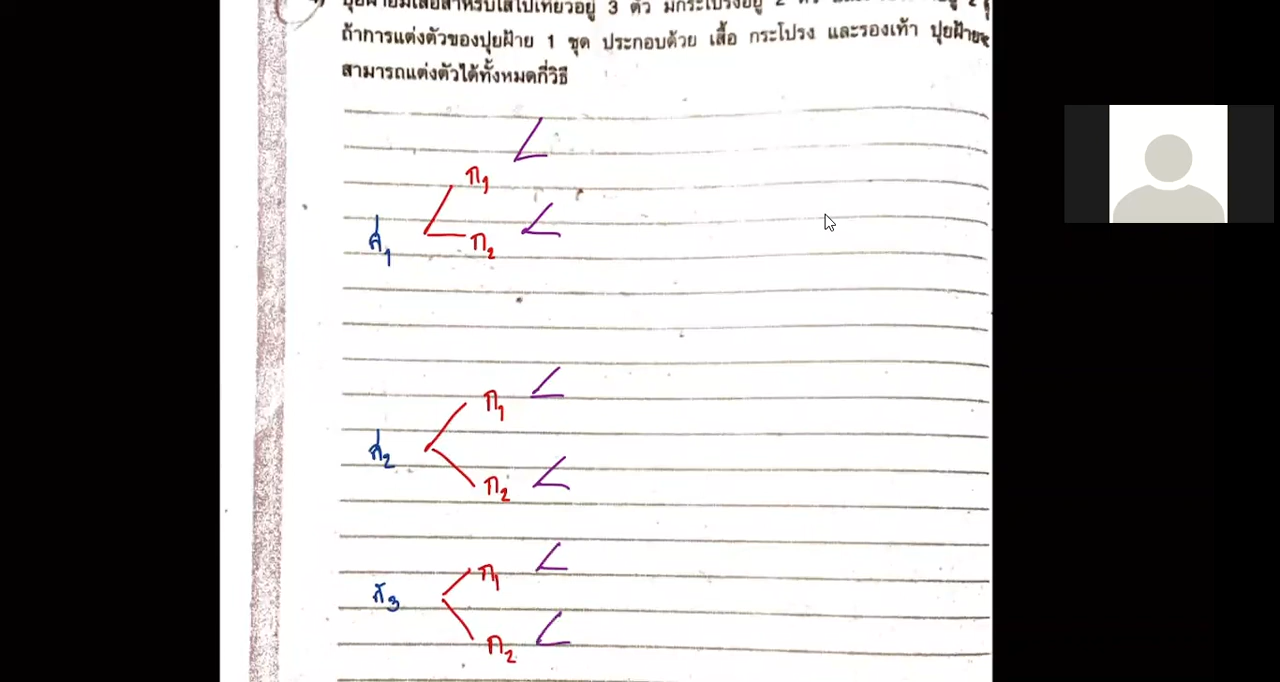 ปุยฝ้ายมีเสื้อสำหรับใส่ไปเที่ยวอยู่ 3 ตัว มีกระโปรงอยู่ 2
ถ้าการแต่งตัวของปุยฝ้าย 1 ชุด ประกอบด้วย เสื้อ กระโปรง และรองเท้า ปุยฝ้าย
สามารถแต่งตัวได้ทั้งหมดกี่วิธี
ก1
ส1 ก2
ก1
ส2
ก2
ก1
ส3
ก2